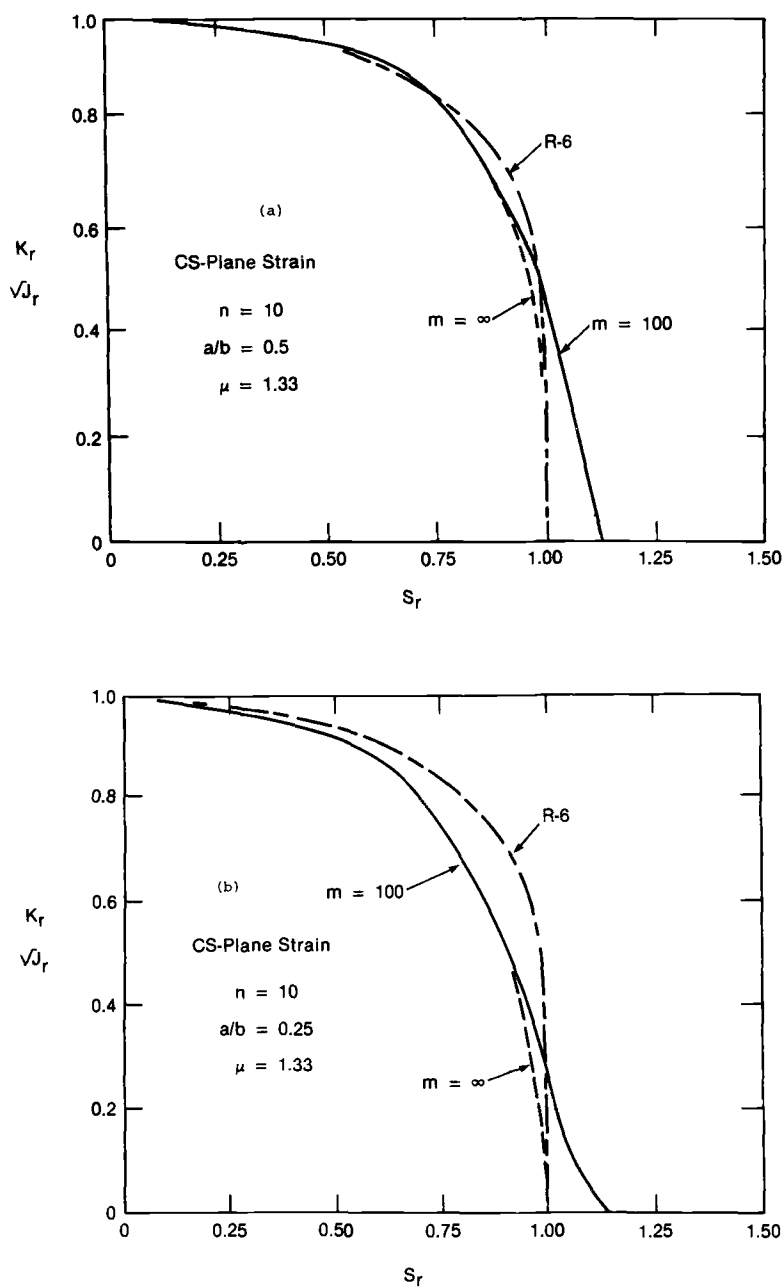 1.0
0.8
0.6
0.4
0.2
0
Kr
√Jr
(a)
CS-Plane Strain
n = 10
a/b = 0.5
μ = 1.33
R-6
m = ∞
m = 100
0 0.25 0.50 0.75 1.00 1.25 1.50
Sr
1.0
0.8
0.6
0.4
0.2
0
Kr
√Jr
R-6
m = 100
(b)
CS-Plane Strain
n = 10
a/b = 0.25
μ = 1.33
m = ∞
0 0.25 0.50 0.75 1.00 1.25 1.50
Sr